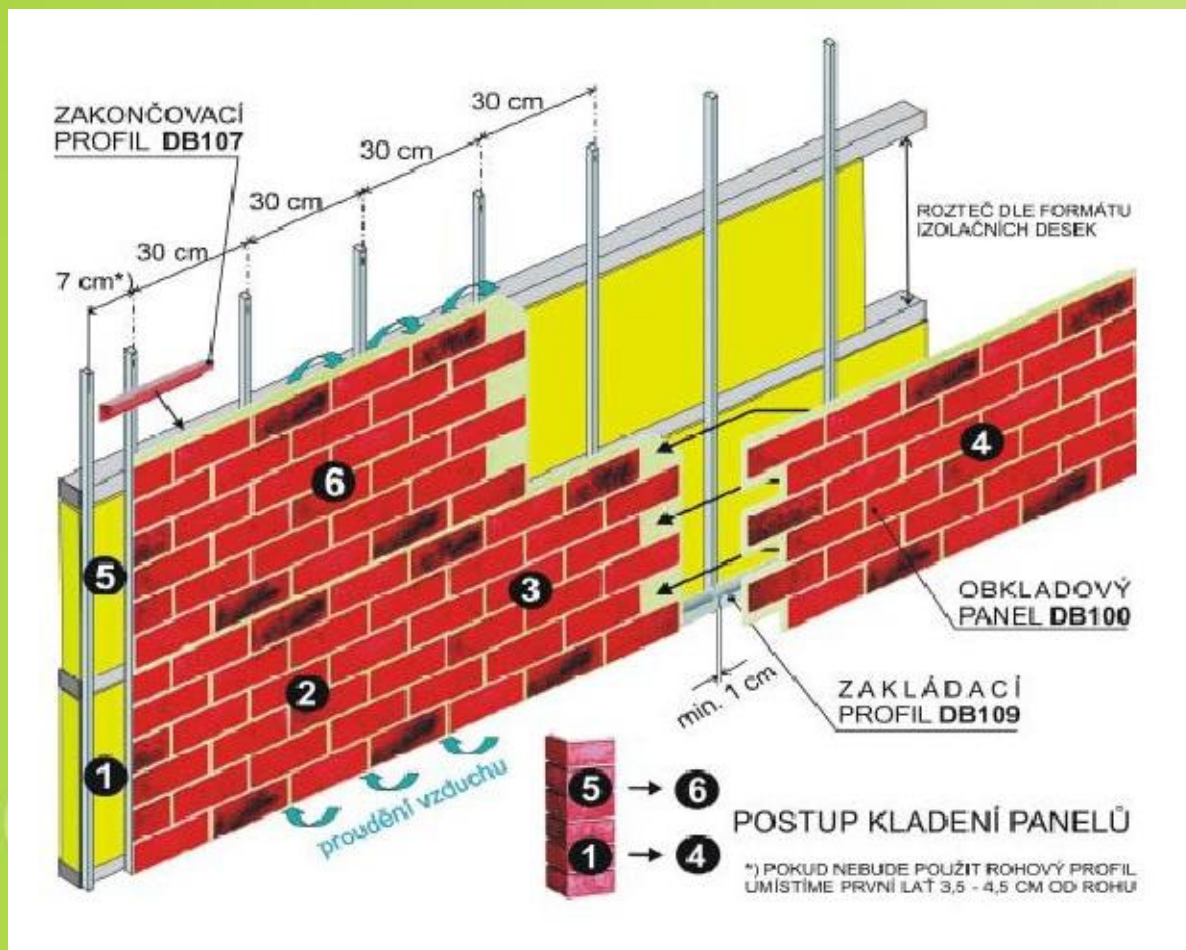 ZAKONČOVACÍ
PROFIL DB107
30 cm
30 cm
30 cm
30 cm
7 cm*)
ROZTEČ DLE FORMÁTU
IZOLAČNÍCH DESEK
6
4
5
3
2
1
OBKLADOVÝ
PANEL DB100
ZAKLÁDACÍ
PROFIL DB109
min. 1 cm
proudění vzduchu
5 → 6
1 → 4
POSTUP KLADENÍ PANELŮ
*) POKUD NEBUDE POUŽIT ROHOVÝ PROFIL
UMÍSTÍME PRVNÍ LAŤ 3,5 - 4,5 CM OD ROHU